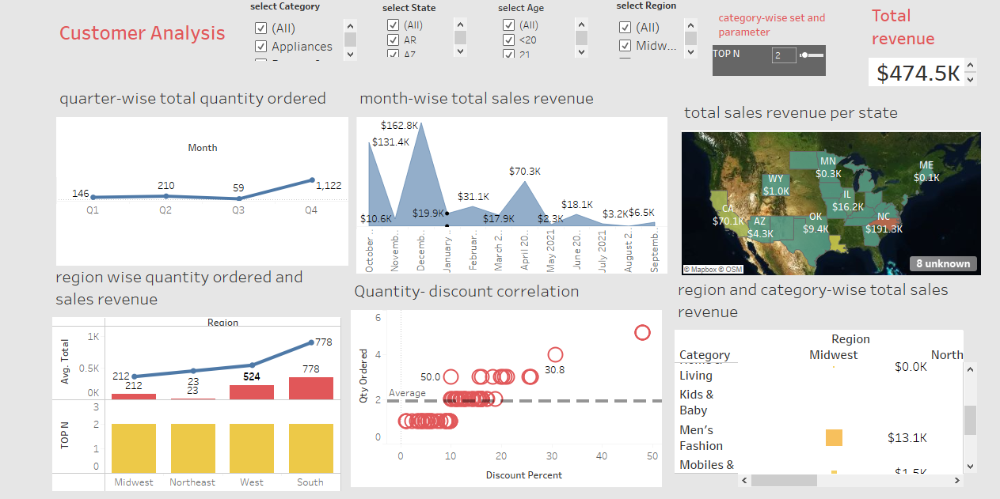 Customer Analysis
select Category
(All)
Appliances
select State
(All)
AR
AZ
select Age
(All)
<20
21
select Region
(All)
Midw...
category-wise set and
parameter
TOP N
2
Total
revenue
$474.5K
quarter-wise total quantity ordered
Month
146
210
59
1,122
Q1
Q2
Q3
Q4
month-wise total sales revenue
$162.8K
$131.4K
$10.6K
$19.9K
$31.1K
$17.9K
$70.3K
$2.3K
$18.1K
$3.2K
$6.5K
October ..
Novemb..
Decemb..
January ..
Februar..
March 2..
April 20..
May 2021
June 20..
July 2021
August 2..
Septemb..
total sales revenue per state
MN
$0.3K
ME
$0.1K
WY
$1.0K
IL
$16.2K
CA
$70.1K
AZ
$4.3K
OK
$9.4K
NC
$191.3K
8 unknown
© Mapbox © OSM
region wise quantity ordered and
sales revenue
Region
Avg. Total
1K
0.5K
0K
212
212
23
23
524
778
778
TOP N
3
2
1
0
Midwest
Northeast
West
South
Quantity- discount correlation
Qty Ordered
6
4
2
0
50.0
30.8
Average
0
10
20
30
40
50
Discount Percent
region and category-wise total sales
revenue
Region
Category
Midwest
North
Living
$0.0K
Kids &
Baby
Men's
Fashion
$13.1K
Mobiles &
$1.5K